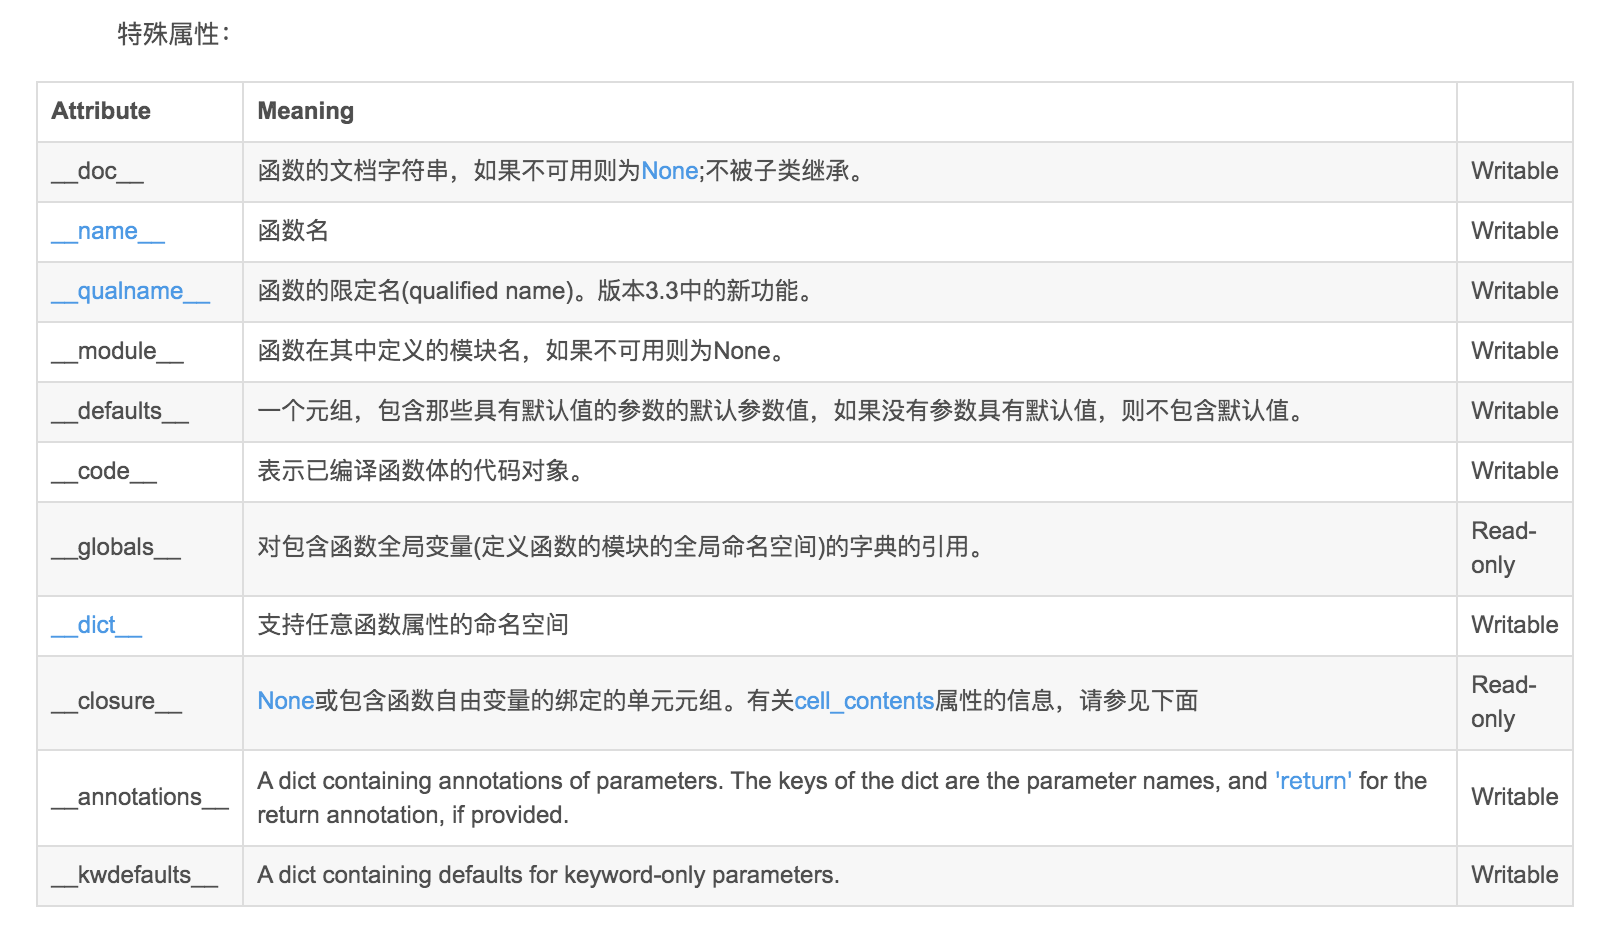 特殊属性：
Attribute Meaning
__doc__ 函数的文档字符串，如果不可用则为None;不被子类继承。 Writable
__name__ 函数名 Writable
__qualname__ 函数的限定名(qualified name)。版本3.3中的新功能。 Writable
__module__ 函数在其中定义的模块名，如果不可用则为None。 Writable
__defaults__ 一个元组，包含那些具有默认值的参数的默认参数值，如果没有参数具有默认值，则不包含默认值。 Writable
__code__ 表示已编译函数体的代码对象。 Writable
__globals__ 对包含函数全局变量(定义函数的模块的全局命名空间)的字典的引用。 Read-
only
__dict__ 支持任意函数属性的命名空间 Writable
__closure__ None或包含函数自由变量的绑定的单元元组。有关cell_contents属性的信息，请参见下面 Read-
only
__annotations__ A dict containing annotations of parameters. The keys of the dict are the parameter names, and 'return' for the
return annotation, if provided. Writable
__kwdefaults__ A dict containing defaults for keyword-only parameters. Writable